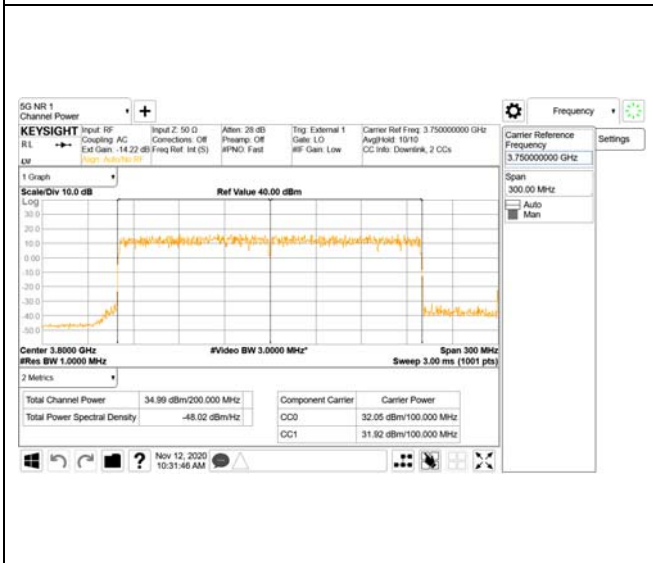 5G NR 1
Channel Power
+
Frequency
KEYSIGHT
Input: RF
Input Z: 50 Ω
Atten: 28 dB
Trig: External 1
Carrier Ref Freq: 3.750000000 GHz
RL
Coupling: AC
Corrections: Off
Preamp: Off
Gate: LO
Avg|Hold: 10/10
Ext Gain: -14.22 dB
Freq Ref: Int (S)
#PNO: Fast
#IF Gain: Low
CC Info: Downlink, 2 CCs
Align: Auto/No RF
Carrier Reference
Frequency
3.750000000 GHz
Settings
Span
300.00 MHz
Auto
Man
1 Graph
Scale/Div 10.0 dB
Ref Value 40.00 dBm
Log
30.0
20.0
10.0
0.00
-10.0
-20.0
-30.0
-40.0
-50.0
Center 3.8000 GHz
#Video BW 3.0000 MHz*
Span 300 MHz
#Res BW 1.0000 MHz
Sweep 3.00 ms (1001 pts)
2 Metrics
Total Channel Power
34.99 dBm/200.000 MHz
Component Carrier
Carrier Power
Total Power Spectral Density
-48.02 dBm/Hz
CC0
32.05 dBm/100.000 MHz
CC1
31.92 dBm/100.000 MHz
?
Nov 12, 2020
10:31:46 AM